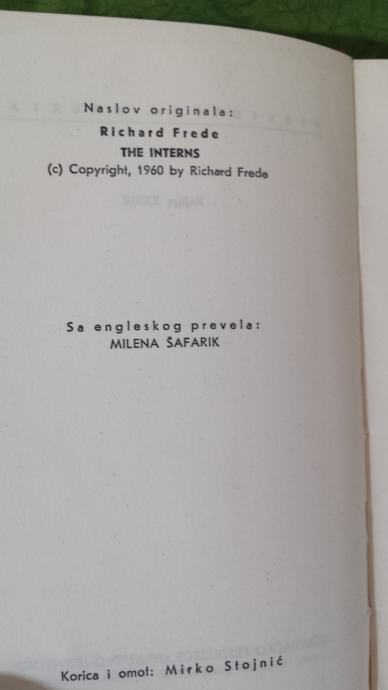 Naslov originala:
Richard Frede
THE INTERNS
(c) Copyright, 1960 by Richard Frede
Sa engleskog prevela:
MILENA ŠAFARIK
Korica i omot: Mirko Stojnić